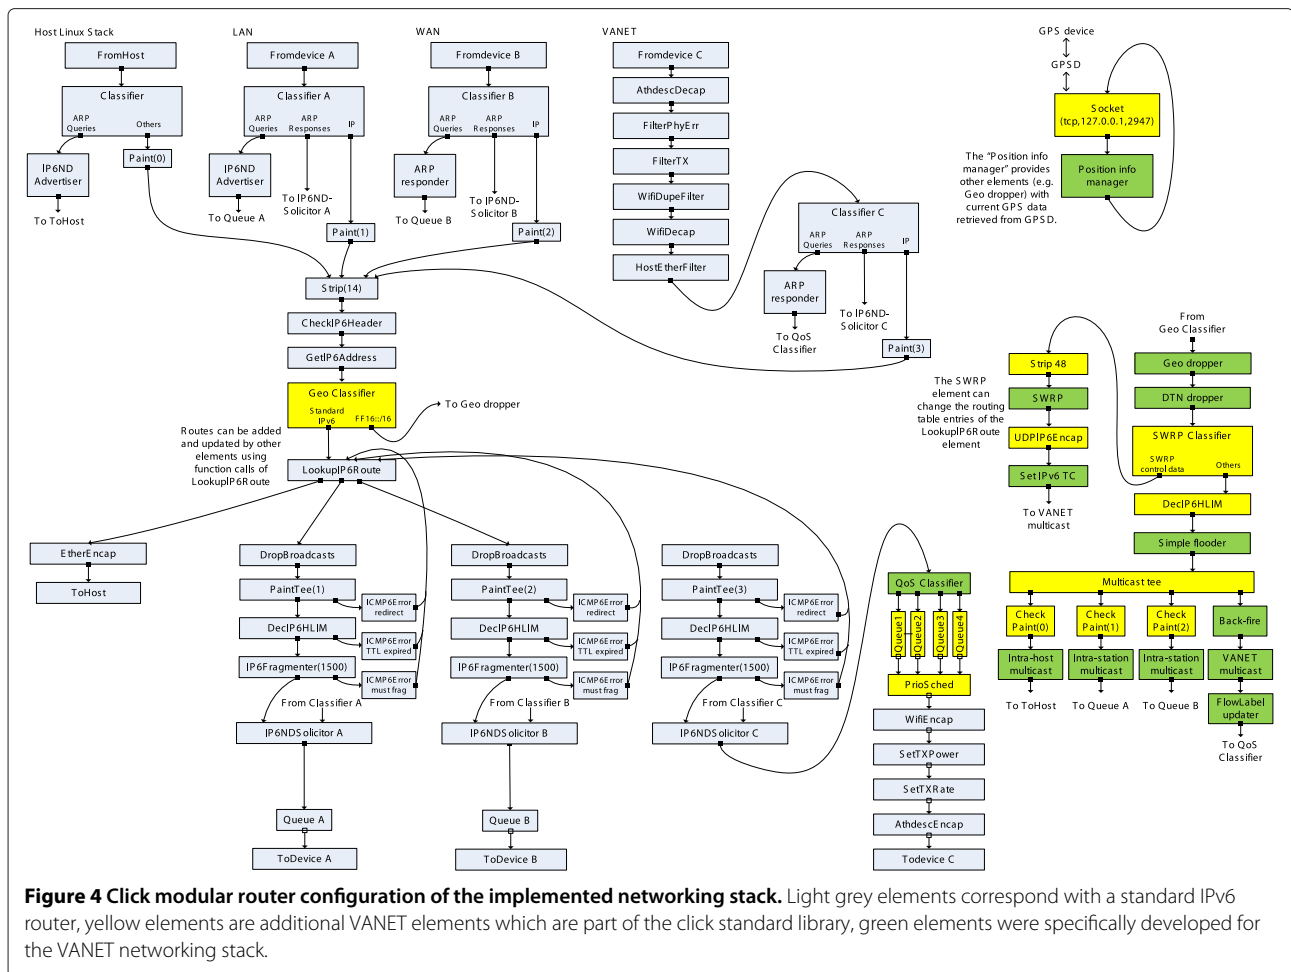 Host Linux Stack
LAN
WAN
VANET
GPS device
GPSD
FromHost
Fromdevice A
Fromdevice B
Fromdevice C
Classifier
ARP
Queries
Others
Classifier A
ARP
Queries
ARP
Responses
IP
Classifier B
ARP
Queries
ARP
Responses
IP
AthdescDecap
FilterPhyErr
FilterTX
WifiDupeFilter
WifiDecap
HostEtherFilter
Socket
(tcp,127.0.0.1,2947)
Position info
manager
The "Position info
manager" provides
other elements (e.g.
Geo dropper) with
current GPS data
retrieved from GPSD.
IP6ND
Advertiser
Paint(0)
To ToHost
IP6ND
Advertiser
To Queue A
To IP6ND-
Solicitor A
Paint(1)
ARP
responder
To Queue B
To IP6ND-
Solicitor B
Paint(2)
Classifier C
ARP
Queries
ARP
Responses
IP
ARP
responder
To QoS
Classifier
To IP6ND-
Solicitor C
Paint(3)
Strip(14)
CheckIP6Header
GetIP6Address
Geo Classifier
Standard
IPv6
FF16::/16
To Geo dropper
Routes can be added
and updated by other
elements using
function calls of
LookupIP6Route
LookupIP6Route
From
Geo Classifier
Strip 48
SWRP
UDPIP6Encap
Set IPv6 TC
To VANET
multicast
The SWRP
element can
change the routing
table entries of the
LookupIP6Route
element
Geo dropper
DTN dropper
SWRP Classifier
SWRP
control data
Others
DecIP6HLIM
Simple flooder
Multicast tee
Check
Paint(0)
Check
Paint(1)
Check
Paint(2)
Back-fire
Intra-host
multicast
Intra-station
multicast
Intra-station
multicast
VANET
multicast
To ToHost
To Queue A
To Queue B
FlowLabel
updater
To QoS
Classifier
EtherEncap
ToHost
DropBroadcasts
PaintTee(1)
DecIP6HLIM
IP6Fragmenter(1500)
ICMP6Error
redirect
ICMP6Error
TTL expired
ICMP6Error
must frag
From Classifier A
IP6NDSolicitor A
Queue A
ToDevice A
DropBroadcasts
PaintTee(2)
DecIP6HLIM
IP6Fragmenter(1500)
ICMP6Error
redirect
ICMP6Error
TTL expired
ICMP6Error
must frag
From Classifier B
IP6NDSolicitor B
Queue B
ToDevice B
DropBroadcasts
PaintTee(3)
DecIP6HLIM
IP6Fragmenter(1500)
ICMP6Error
redirect
ICMP6Error
TTL expired
ICMP6Error
must frag
From Classifier C
IP6NDSolicitor C
QoS Classifier
Queue1
Queue2
Queue3
Queue4
PrioSched
WifiEncap
SetTXPower
SetTXRate
AthdescEncap
Todevice C
Figure 4 Click modular router configuration of the implemented networking stack. Light grey elements correspond with a standard IPv6
router, yellow elements are additional VANET elements which are part of the click standard library, green elements were specifically developed for
the VANET networking stack.